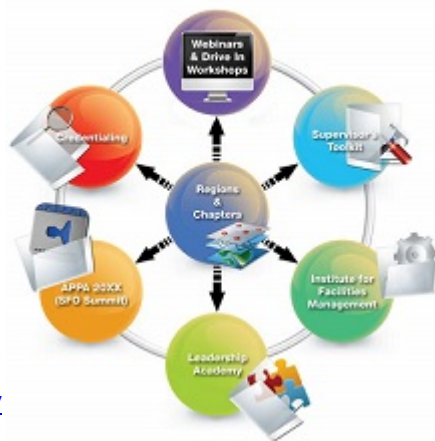 Webinars
& Drive In
Workshops
Credentialing
Supervisor's
Toolkit
Regions
&
Chapters
APPA 20XX
(SFO Summit)
Institute for
Facilities
Management
Leadership
Academy